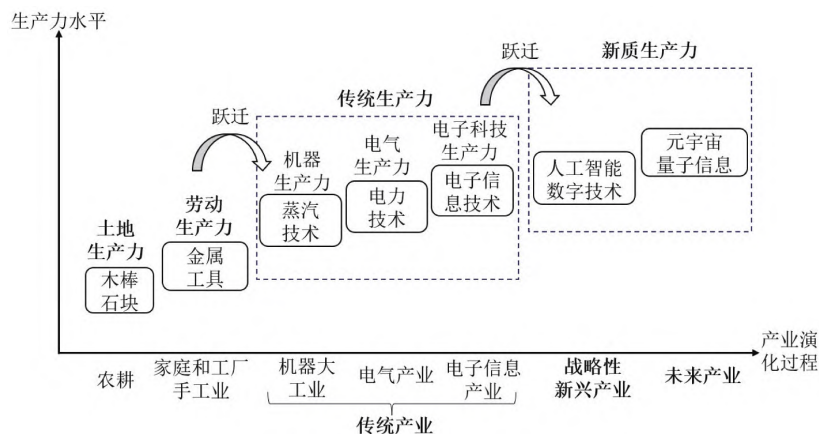 生产力水平
新质生产力
跃迁
传统生产力
跃迁
电子科技
生产力
电气
生产力
机器
生产力
元宇宙
量子信息
人工智能
数字技术
电子信
息技术
电力
技术
蒸汽
技术
劳动
生产力
金属
工具
土地
生产力
木棒
石块
产业演
化过程
农耕
家庭和工厂
手工业
机器大
工业
电气产业
电子信息
产业
战略性
新兴产业
未来产业
传统产业